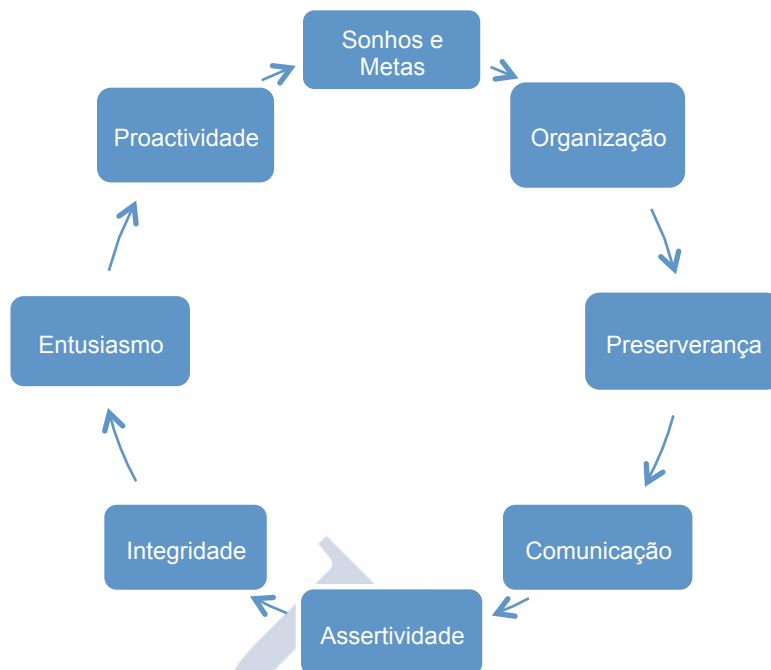 Sonhos e
Metas
Organização
Preserverança
Comunicação
Assertividade
Integridade
Entusiasmo
Proactividade